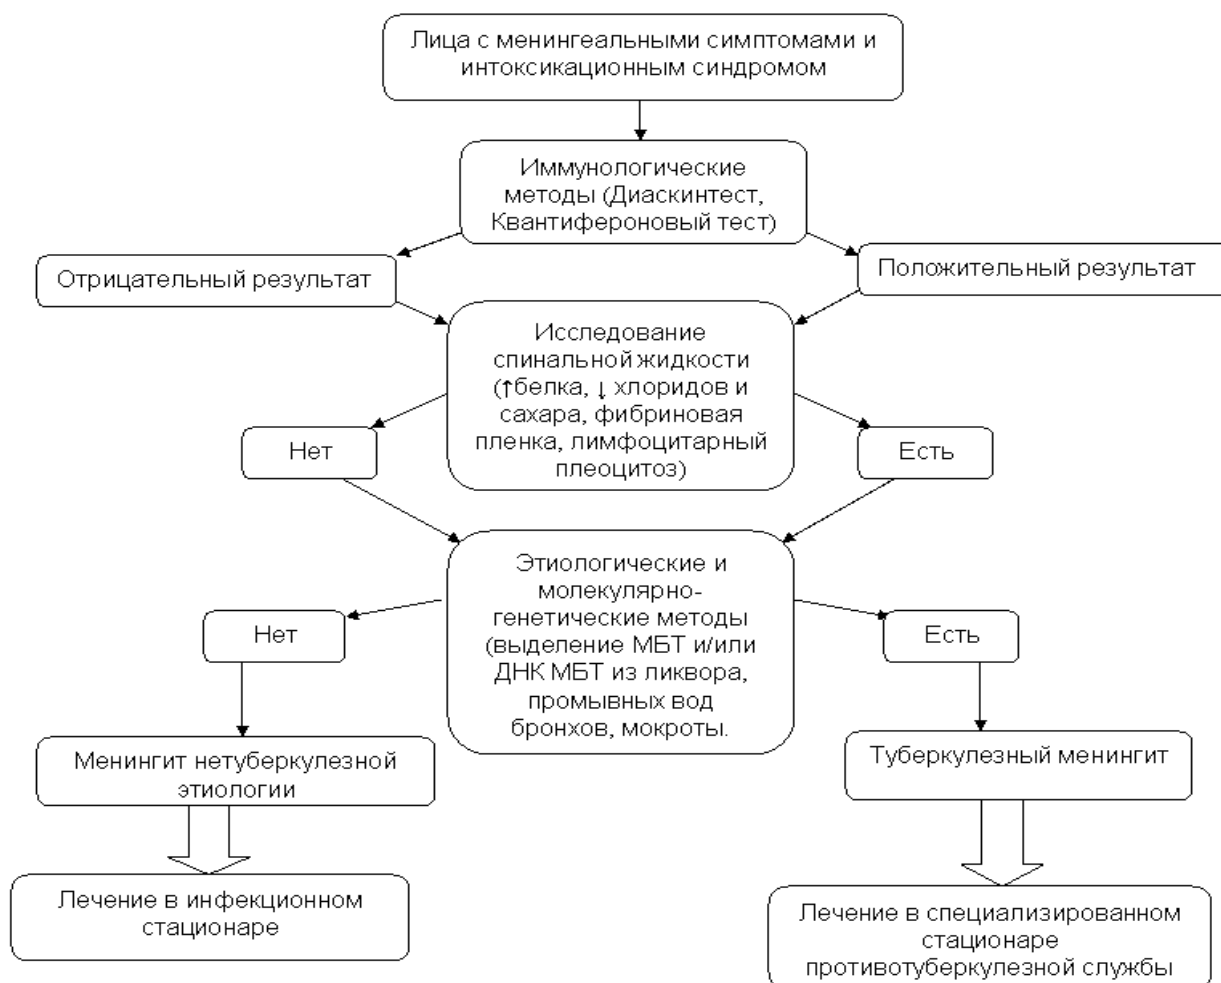 Лица с менингеальными симптомами и
интоксикационным синдромом
Иммунологические
методы (Диаскинтест,
Квантифероновый тест)
Отрицательный результат
Положительный результат
Исследование
спинальной жидкости
(↑белка, ↓ хлоридов и
сахара, фибриновая
пленка, лимфоцитарный
плеоцитоз)
Нет
Есть
Этиологические и
молекулярно-
генетические методы
(выделение МБТ и/или
ДНК МБТ из ликвора,
промывных вод
бронхов, мокроты.
Нет
Есть
Менингит нетуберкулезной
этиологии
Туберкулезный менингит
Лечение в инфекционном
стационаре
Лечение в специализированном
стационаре
противотуберкулезной службы